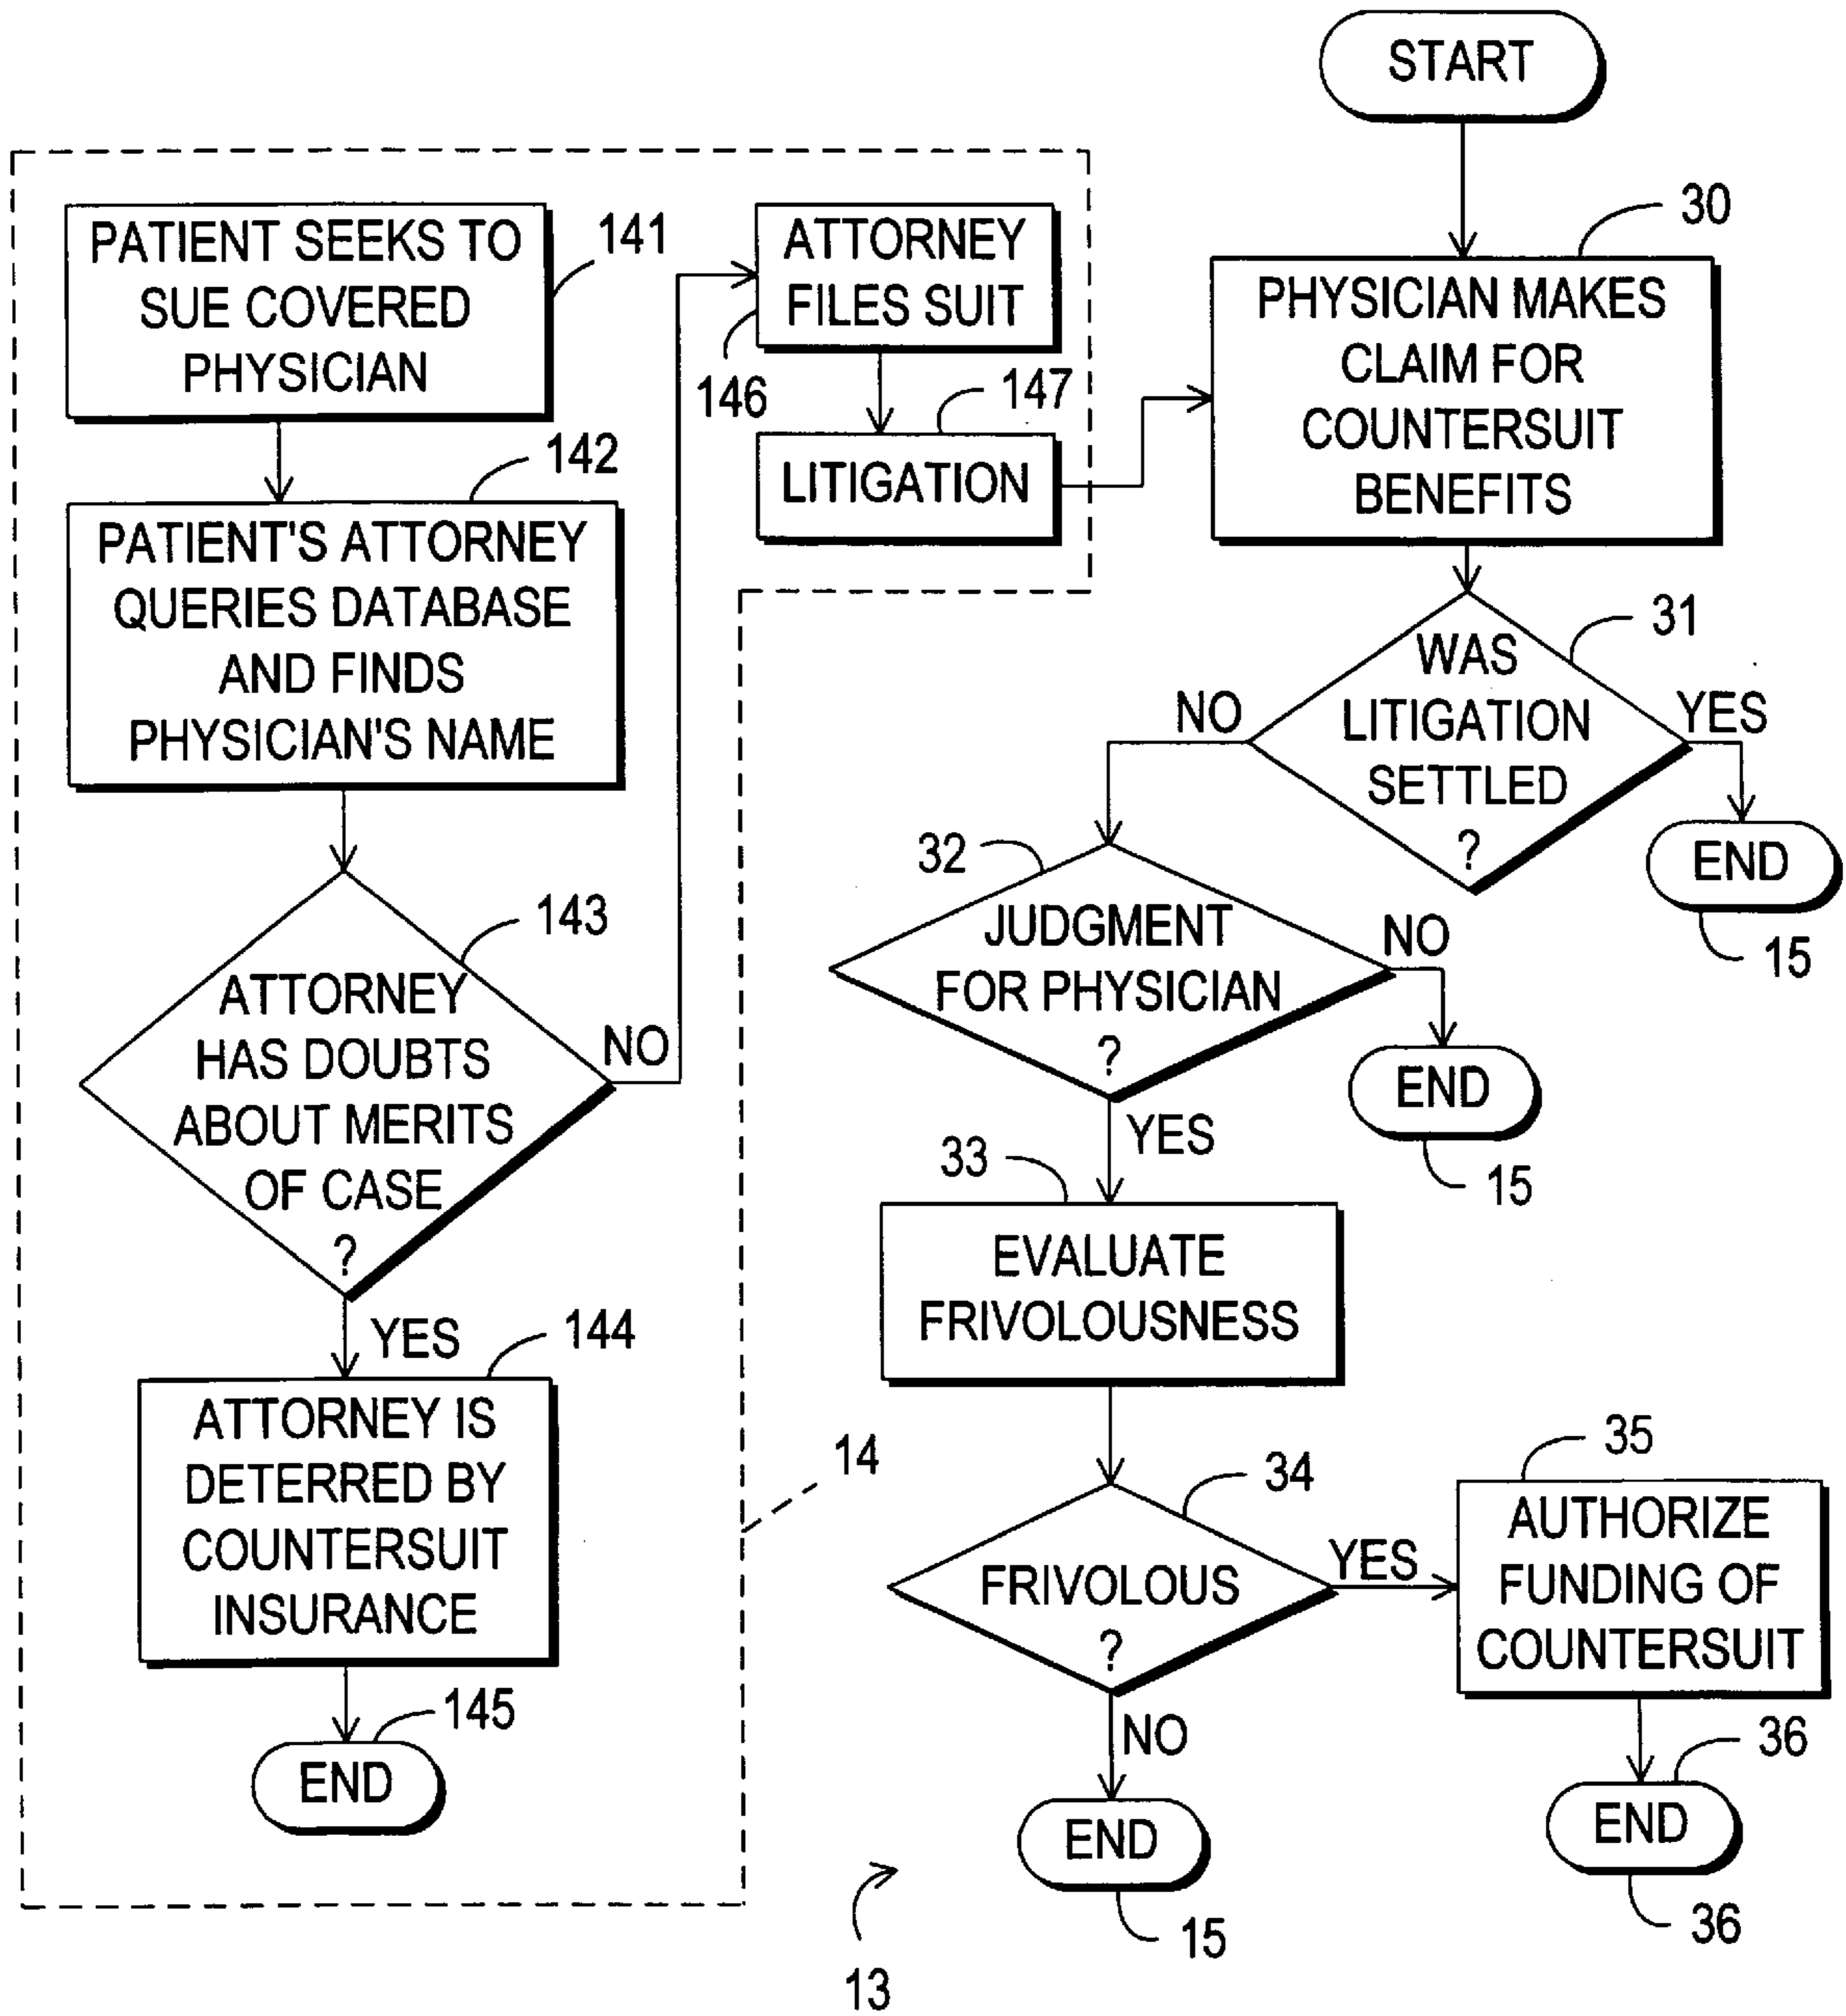 START
30
PHYSICIAN MAKES
CLAIM FOR
COUNTERSUIT
BENEFITS
PATIENT SEEKS TO
SUE COVERED
PHYSICIAN
141
142
PATIENT'S ATTORNEY
QUERIES DATABASE
AND FINDS
PHYSICIAN'S NAME
143
ATTORNEY
HAS DOUBTS
ABOUT MERITS
OF CASE
?
NO
YES
144
ATTORNEY IS
DETERRED BY
COUNTERSUIT
INSURANCE
145
END
ATTORNEY
FILES SUIT
146
147
LITIGATION
31
WAS
LITIGATION
SETTLED
?
NO
YES
END
15
32
JUDGMENT
FOR PHYSICIAN
?
NO
END
15
YES
33
EVALUATE
FRIVOLOUSNESS
14
34
FRIVOLOUS
?
YES
35
AUTHORIZE
FUNDING OF
COUNTERSUIT
36
END
36
NO
END
15
13